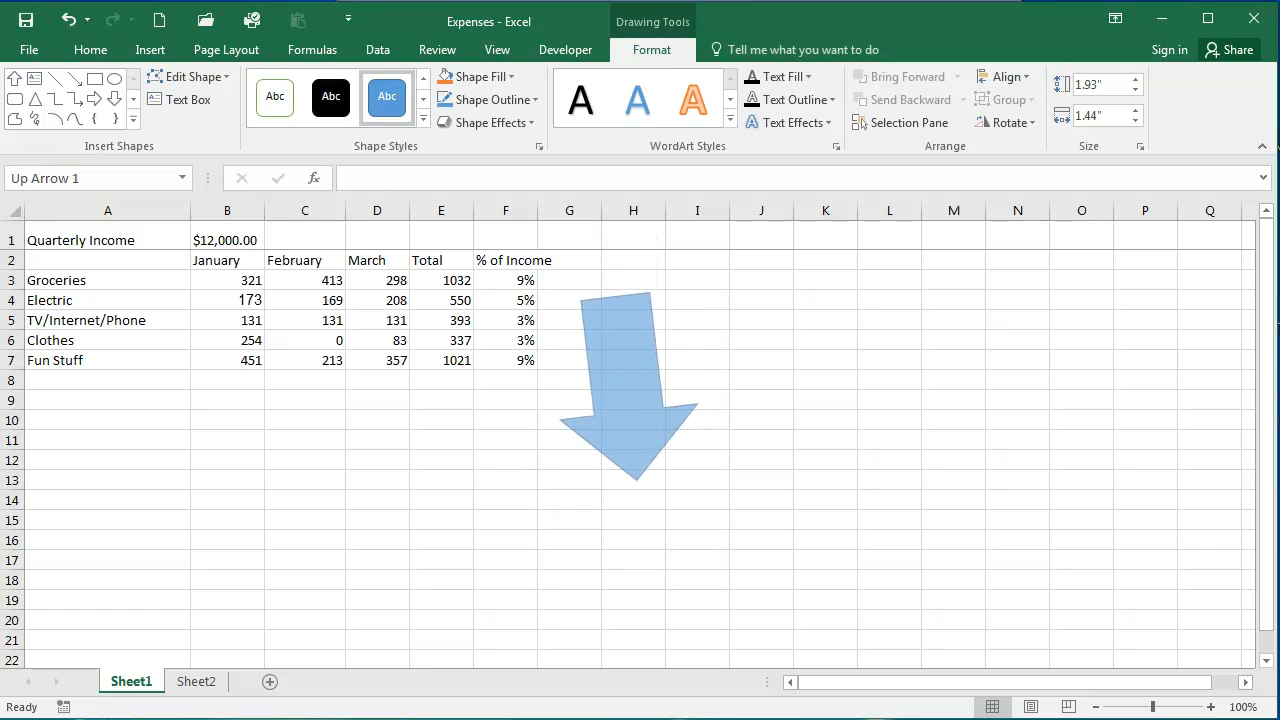 Expenses - Excel
Drawing Tools
File Home Insert Page Layout Formulas Data Review View Developer Format Tell me what you want to do Sign in Share
Edit Shape
Text Box
Insert Shapes
Abc Abc Abc
Shape Fill
Shape Outline
Shape Effects
Shape Styles
A A A
Text Fill
Text Outline
Text Effects
WordArt Styles
Bring Forward
Send Backward
Selection Pane
Align
Group
Rotate
Arrange
1.93"
1.44"
Size
Up Arrow 1
fx
A B C D E F G H I J K L M N O P Q
1 Quarterly Income $12,000.00
2 January February March Total % of Income
3 Groceries 321 413 298 1032 9%
4 Electric 173 169 208 550 5%
5 TV/Internet/Phone 131 131 131 393 3%
6 Clothes 254 0 83 337 3%
7 Fun Stuff 451 213 357 1021 9%
8
9
10
11
12
13
14
15
16
17
18
19
20
21
22
Sheet1 Sheet2
Ready 100%